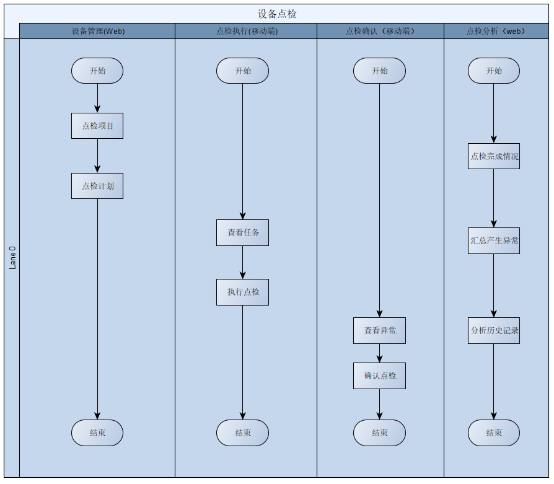 设备点检
设备管理(Web)
点检执行(移动端)
点检确认（移动端）
点检分析（web）
Lane 0
开始
开始
开始
开始
点检项目
点检完成情况
点检计划
查看任务
汇总产生异常
执行点检
查看异常
分析历史记录
确认点检
结束
结束
结束
结束